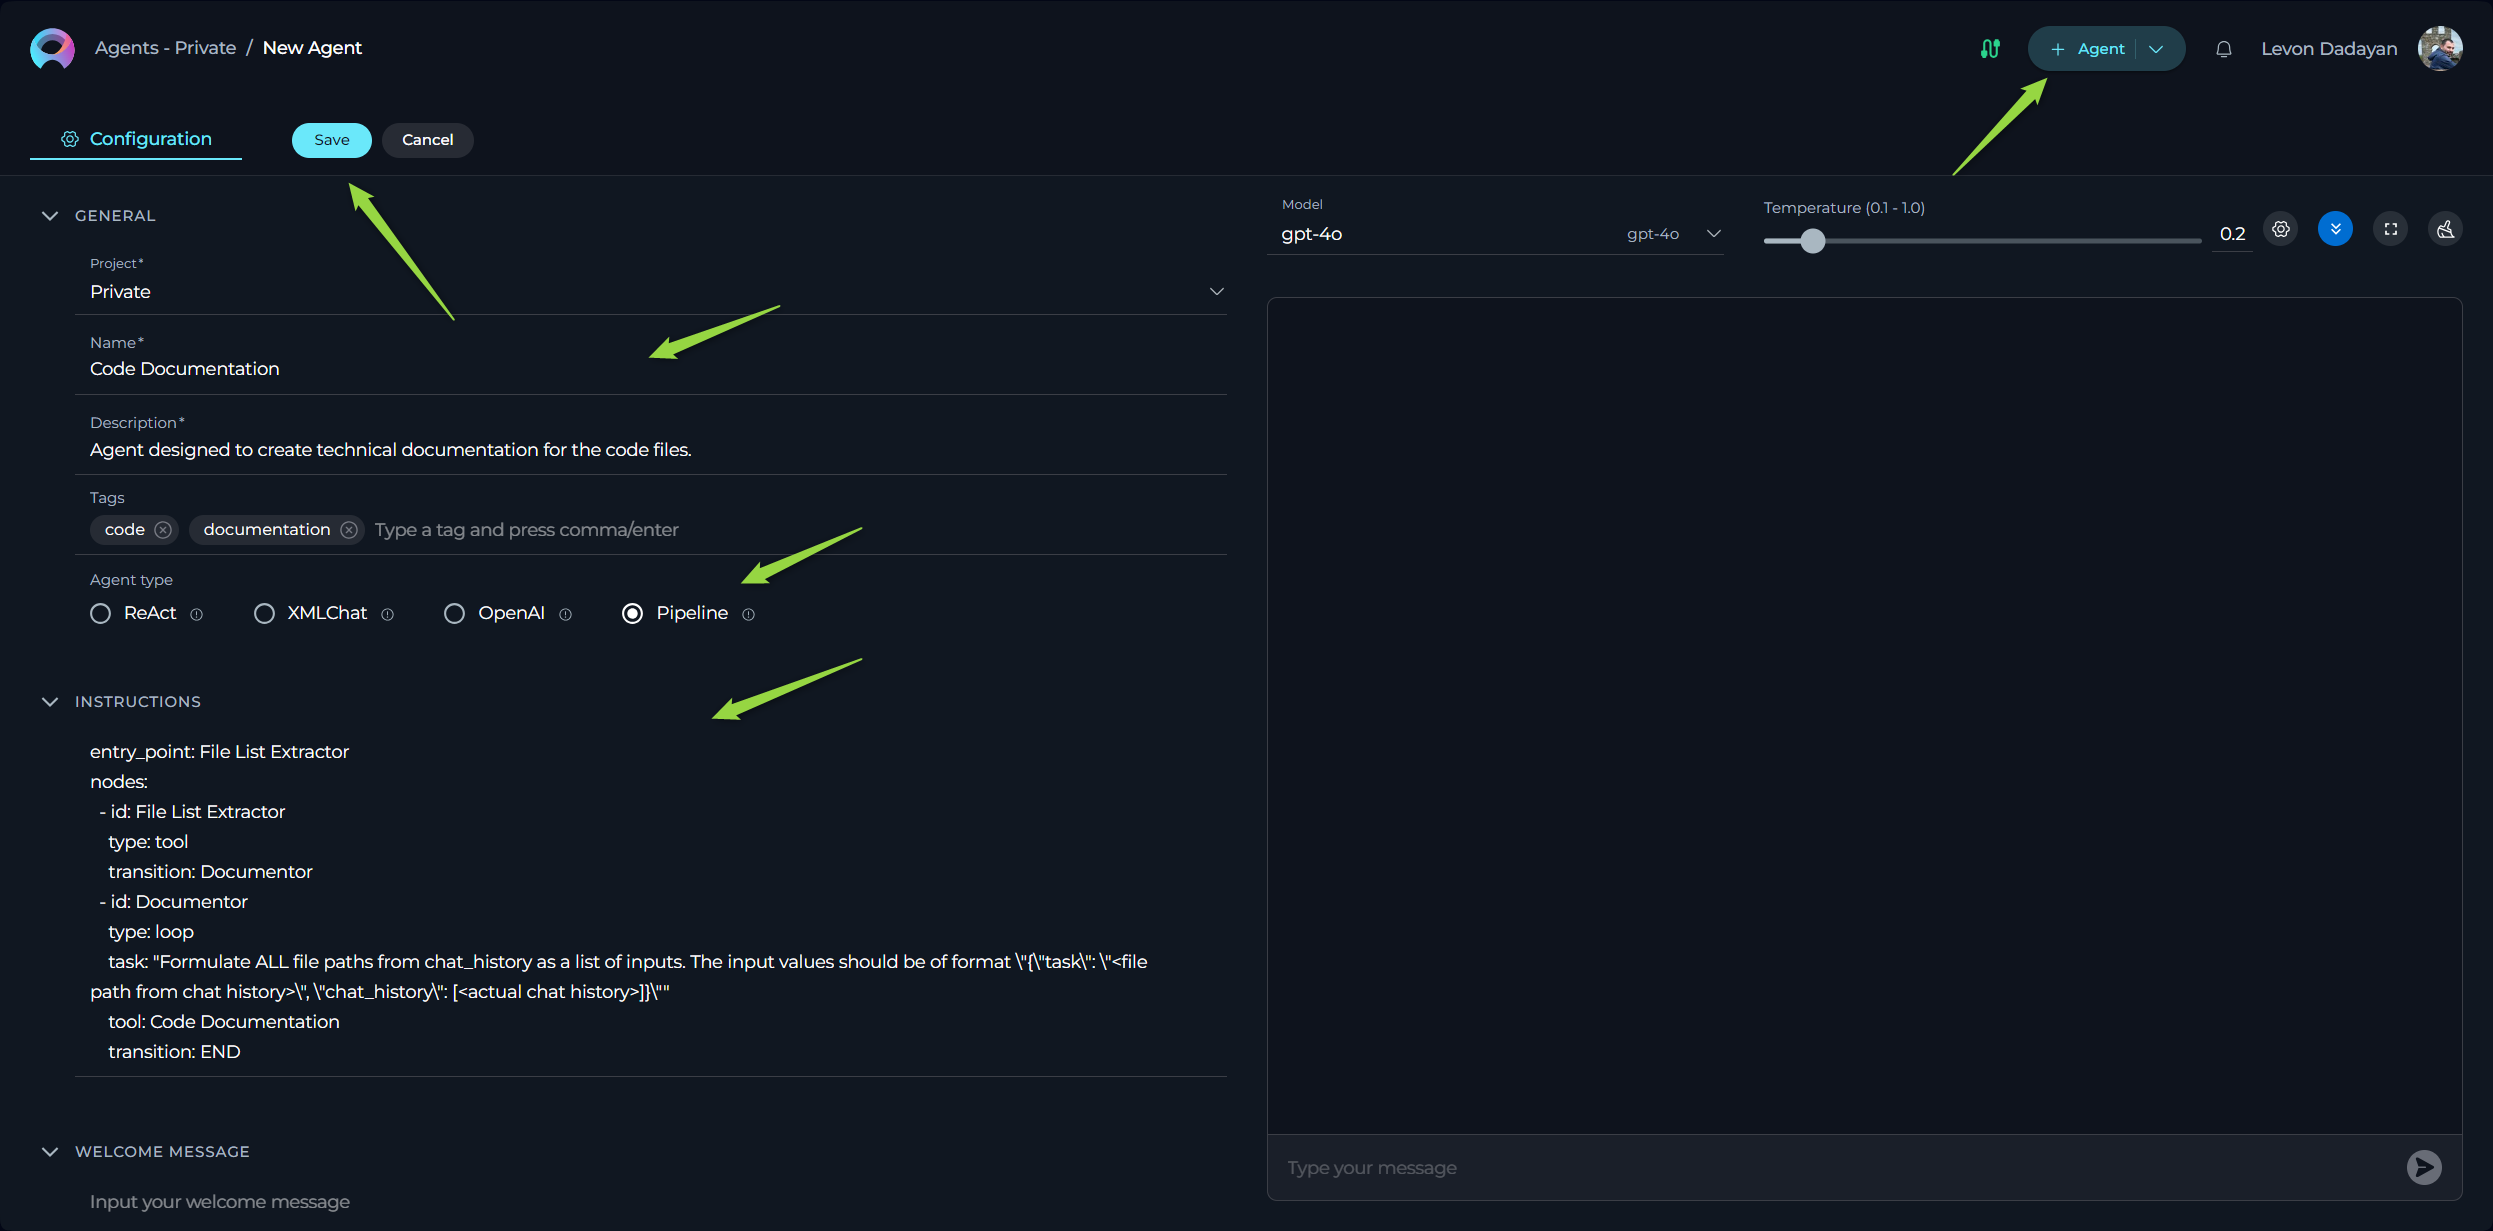 Agents - Private / New Agent
+ Agent
Levon Dadayan
Configuration
Save
Cancel
GENERAL
Project*
Private
Name*
Code Documentation
Description*
Agent designed to create technical documentation for the code files.
Tags
code
documentation
Type a tag and press comma/enter
Agent type
ReAct
XMLChat
OpenAI
Pipeline
INSTRUCTIONS
entry_point: File List Extractor
nodes:
- id: File List Extractor
type: tool
transition: Documentor
- id: Documentor
type: loop
task: "Formulate ALL file paths from chat_history as a list of inputs. The input values should be of format \"{\"task\": \"<file
path from chat history>\", \"chat_history\": [<actual chat history>]}\""
tool: Code Documentation
transition: END
WELCOME MESSAGE
Input your welcome message
Model
gpt-4o
gpt-4o
Temperature (0.1 - 1.0)
0.2
Type your message